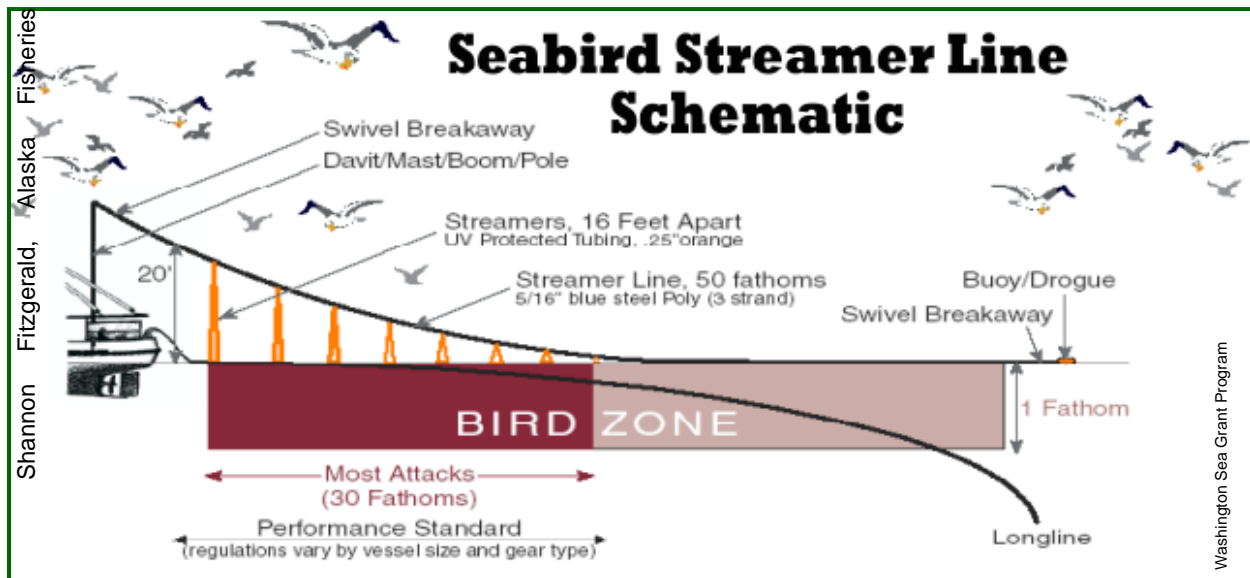 Seabird Streamer Line
Schematic
Shannon Fitzgerald, Alaska Fisheries
Swivel Breakaway
Davit/Mast/Boom/Pole
Streamers, 16 Feet Apart
UV Protected Tubing, .25"orange
20'
Streamer Line, 50 fathoms
5/16" blue steel Poly (3 strand)
Buoy/Drogue
Swivel Breakaway
BIRD ZONE
1 Fathom
Most Attacks
(30 Fathoms)
Performance Standard
(regulations vary by vessel size and gear type)
Longline
Washington Sea Grant Program